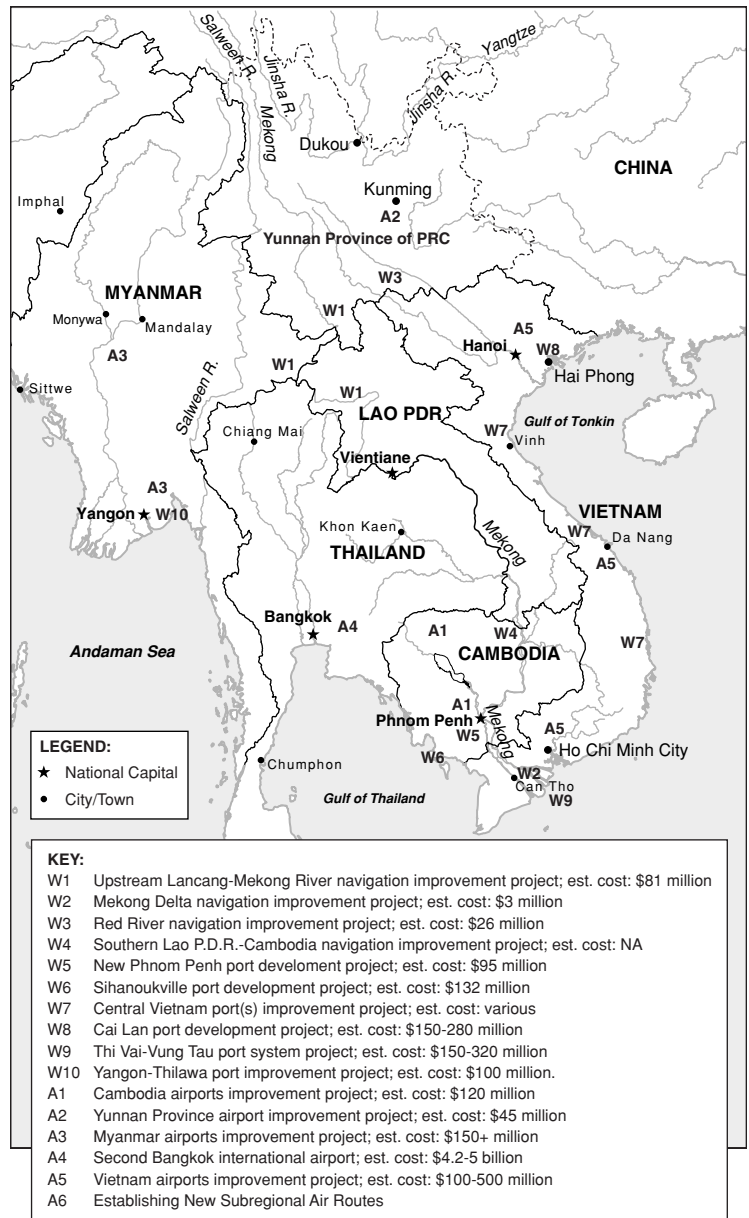 Salween R.
Jinsha R.
Mekong
Yangtze
Jinsha R.
Dukou
CHINA
Imphal
Kunming
A2
Yunnan Province of PRC
W3
MYANMAR
W1
Monywa
Mandalay
A3
A5
Hanoi
W8
Hai Phong
W1
Sittwe
Salween R.
W1
LAO PDR
Gulf of Tonkin
Chiang Mai
W7
Vinh
Vientiane
A3
Yangon
W10
VIETNAM
Khon Kaen
THAILAND
Mekong
W7
Da Nang
A5
Bangkok
A4
A1
W4
W7
Andaman Sea
CAMBODIA
A1
Phnom Penh
W5
Mekong
A5
Ho Chi Minh City
W6
LEGEND:
National Capital
City/Town
Chumphon
W2
Can Tho
W9
Gulf of Thailand
KEY:
W1 Upstream Lancang-Mekong River navigation improvement project; est. cost: $81 million
W2 Mekong Delta navigation improvement project; est. cost: $3 million
W3 Red River navigation improvement project; est. cost: $26 million
W4 Southern Lao P.D.R.-Cambodia navigation improvement project; est. cost: NA
W5 New Phnom Penh port develoment project; est. cost: $95 million
W6 Sihanoukville port development project; est. cost: $132 million
W7 Central Vietnam port(s) improvement project; est. cost: various
W8 Cai Lan port development project; est. cost: $150-280 million
W9 Thi Vai-Vung Tau port system project; est. cost: $150-320 million
W10 Yangon-Thilawa port improvement project; est. cost: $100 million.
A1 Cambodia airports improvement project; est. cost: $120 million
A2 Yunnan Province airport improvement project; est. cost: $45 million
A3 Myanmar airports improvement project; est. cost: $150+ million
A4 Second Bangkok international airport; est. cost: $4.2-5 billion
A5 Vietnam airports improvement project; est. cost: $100-500 million
A6 Establishing New Subregional Air Routes